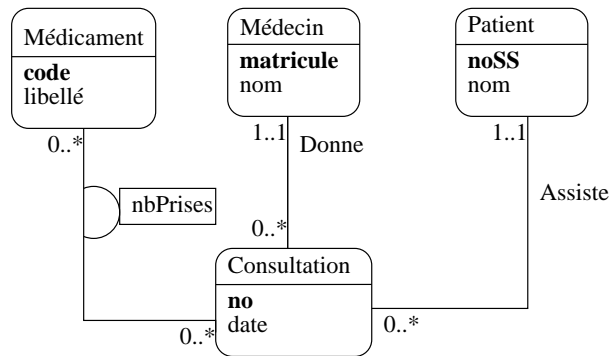 Médicament
code
libellé
Médecin
matricule
nom
Patient
noSS
nom
0..*
1..1
1..1
Donne
nbPrises
Assiste
0..*
Consultation
no
date
0..*
0..*